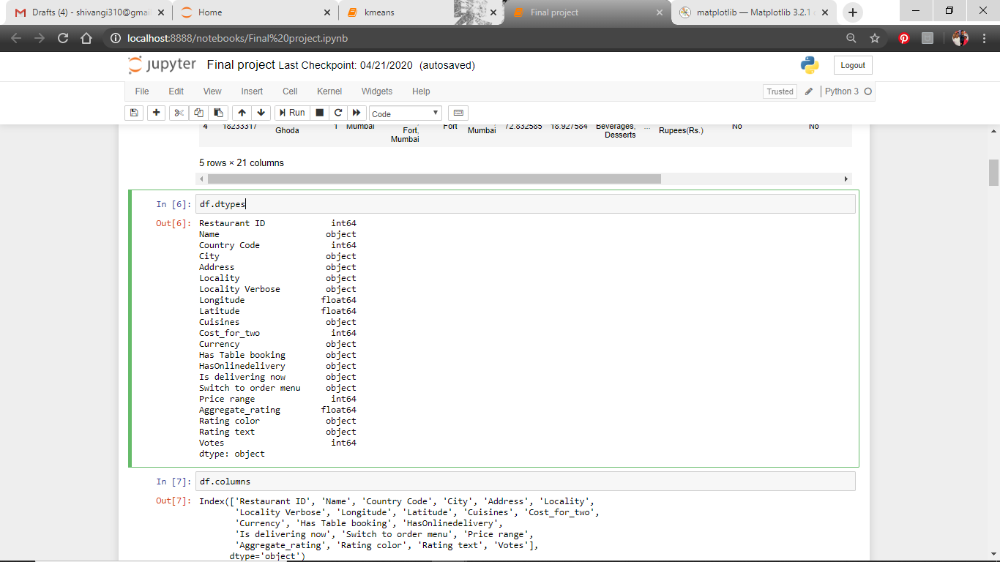 Drafts (4) - shivangi310@gmai
Home
kmeans
Final project
matplotlib — Matplotlib 3.2.1
localhost:8888/notebooks/Final%20project.ipynb
jupyter Final project Last Checkpoint: 04/21/2020 (autosaved)
Logout
File Edit View Insert Cell Kernel Widgets Help
Trusted Python 3
Run Code
4 18233317 Ghoda 1 Mumbai Fort, Mumbai Fort Mumbai 72.832585 18.927584 Beverages, Desserts ... Rupees(Rs.) No No
5 rows × 21 columns
In [6]: df.dtypes
Out[6]: Restaurant ID int64
Name object
Country Code int64
City object
Address object
Locality object
Locality Verbose object
Longitude float64
Latitude float64
Cuisines object
Cost_for_two int64
Currency object
Has Table booking object
HasOnlinedelivery object
Is delivering now object
Switch to order menu object
Price range int64
Aggregate_rating float64
Rating color object
Rating text object
Votes int64
dtype: object
In [7]: df.columns
Out[7]: Index(['Restaurant ID', 'Name', 'Country Code', 'City', 'Address', 'Locality',
'Locality Verbose', 'Longitude', 'Latitude', 'Cuisines', 'Cost_for_two',
'Currency', 'Has Table booking', 'HasOnlinedelivery',
'Is delivering now', 'Switch to order menu', 'Price range',
'Aggregate_rating', 'Rating color', 'Rating text', 'Votes'],
dtype='object')